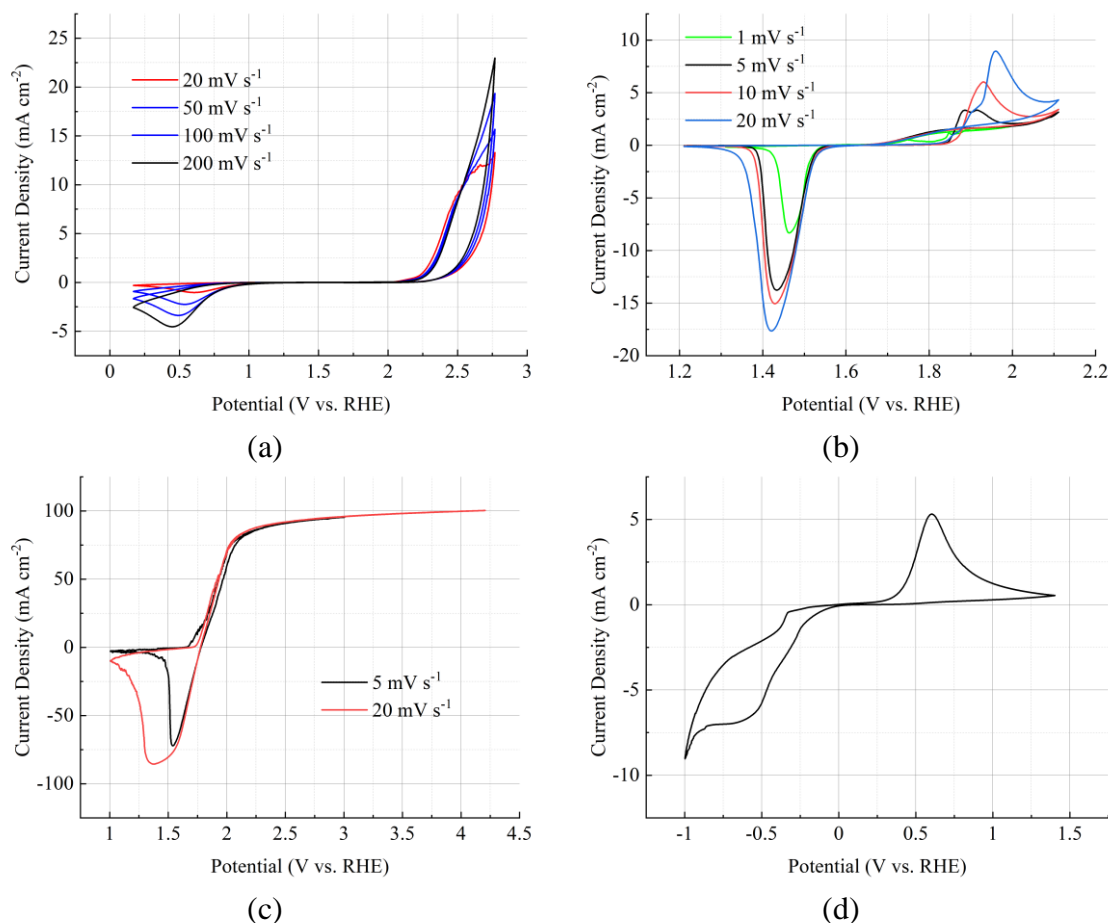 25
20
15
10
5
0
-5
Current Density (mA cm-2)
20 mV s-1
50 mV s-1
100 mV s-1
200 mV s-1
0 0.5 1 1.5 2 2.5 3
Potential (V vs. RHE)
(a)
10
5
0
-5
-10
-15
-20
Current Density (mA cm-2)
1 mV s-1
5 mV s-1
10 mV s-1
20 mV s-1
1.2 1.4 1.6 1.8 2 2.2
Potential (V vs. RHE)
(b)
100
50
0
-50
-100
Current Density (mA cm-2)
5 mV s-1
20 mV s-1
1 1.5 2 2.5 3 3.5 4 4.5
Potential (V vs. RHE)
(c)
5
0
-5
-10
Current Density (mA cm-2)
-1 -0.5 0 0.5 1 1.5
Potential (V vs. RHE)
(d)